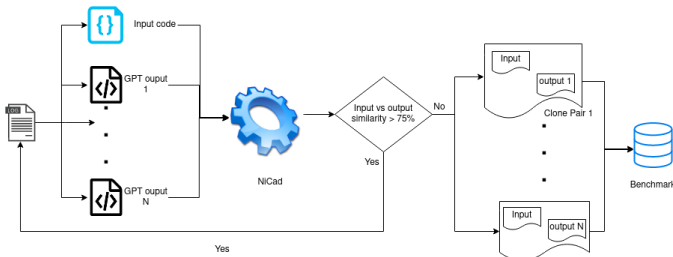 Input code
GPT ouput
1
GPT ouput
N
NiCad
Input vs output
similarity > 75%
No
Yes
Yes
Input
output 1
Clone Pair 1
Input
output N
Benchmark